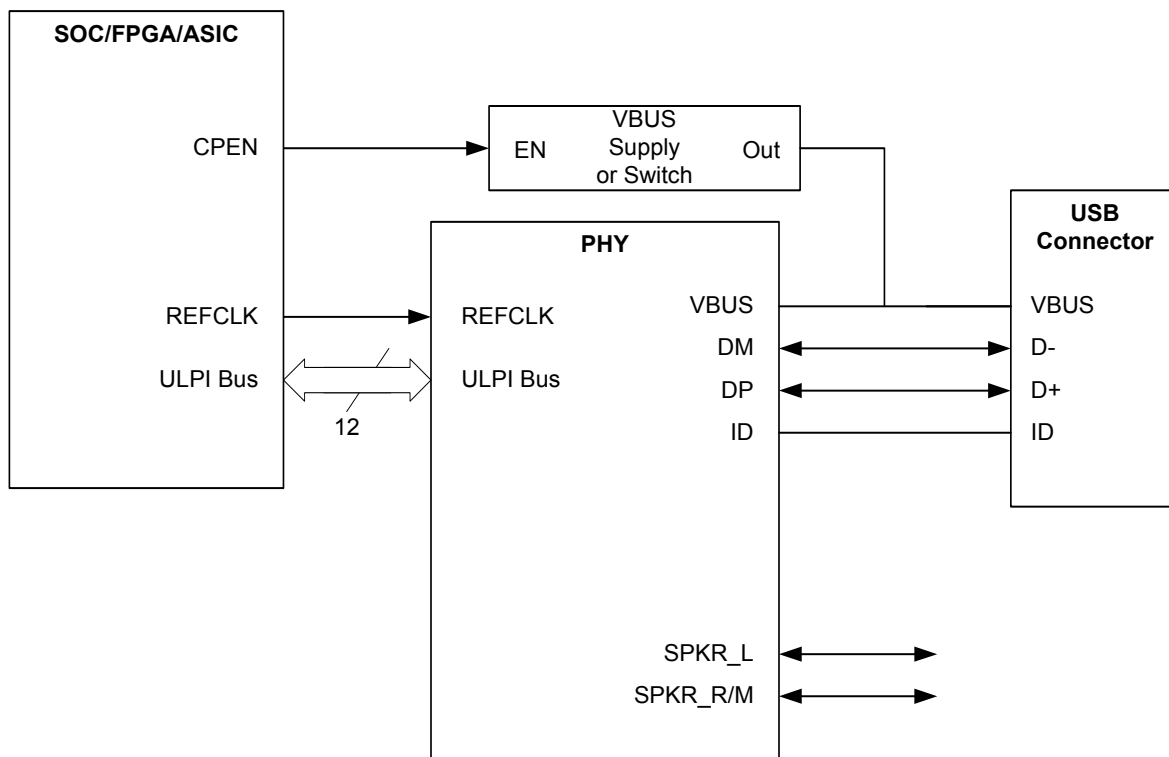 SOC/FPGA/ASIC
CPEN
REFCLK
ULPI Bus
12
EN
VBUS
Supply
or Switch
Out
PHY
REFCLK
ULPI Bus
VBUS
DM
DP
ID
SPKR_L
SPKR_R/M
USB
Connector
VBUS
D-
D+
ID